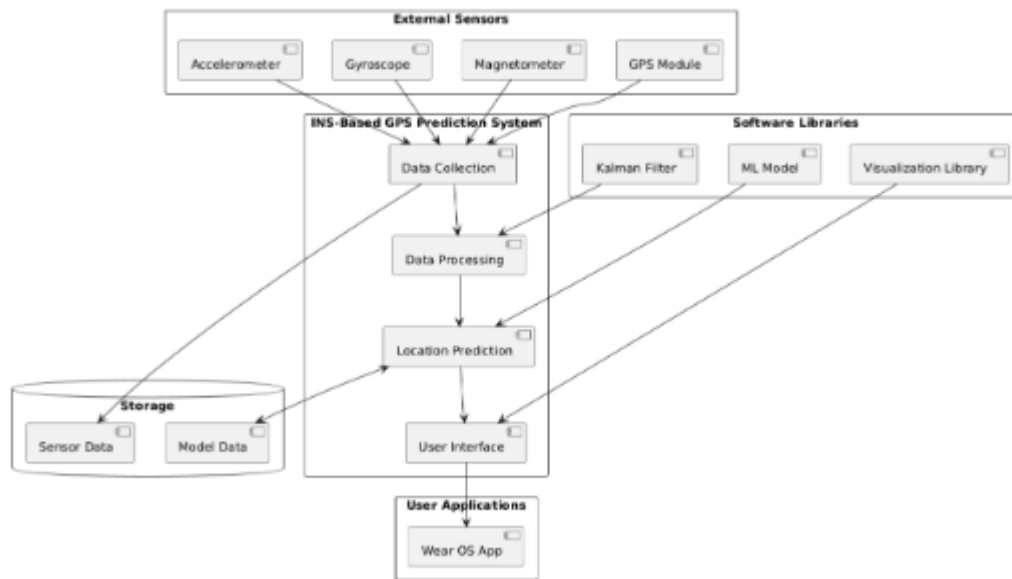 External Sensors
Accelerometer
Gyroscope
Magnetometer
GPS Module
INS-Based GPS Prediction System
Software Libraries
Data Collection
Kalman Filter
ML Model
Visualization Library
Data Processing
Location Prediction
Storage
Sensor Data
Model Data
User Interface
User Applications
Wear OS App